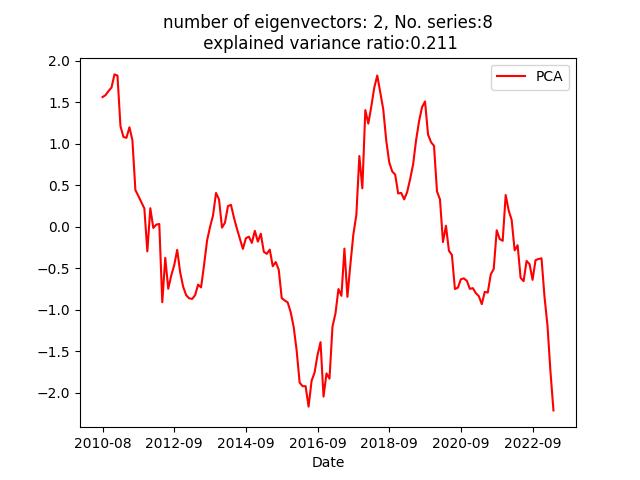 number of eigenvectors: 2, No. series:8
explained variance ratio:0.211
PCA
2.0
1.5
1.0
0.5
0.0
−0.5
−1.0
−1.5
−2.0
2010-08 2012-09 2014-09 2016-09 2018-09 2020-09 2022-09
Date